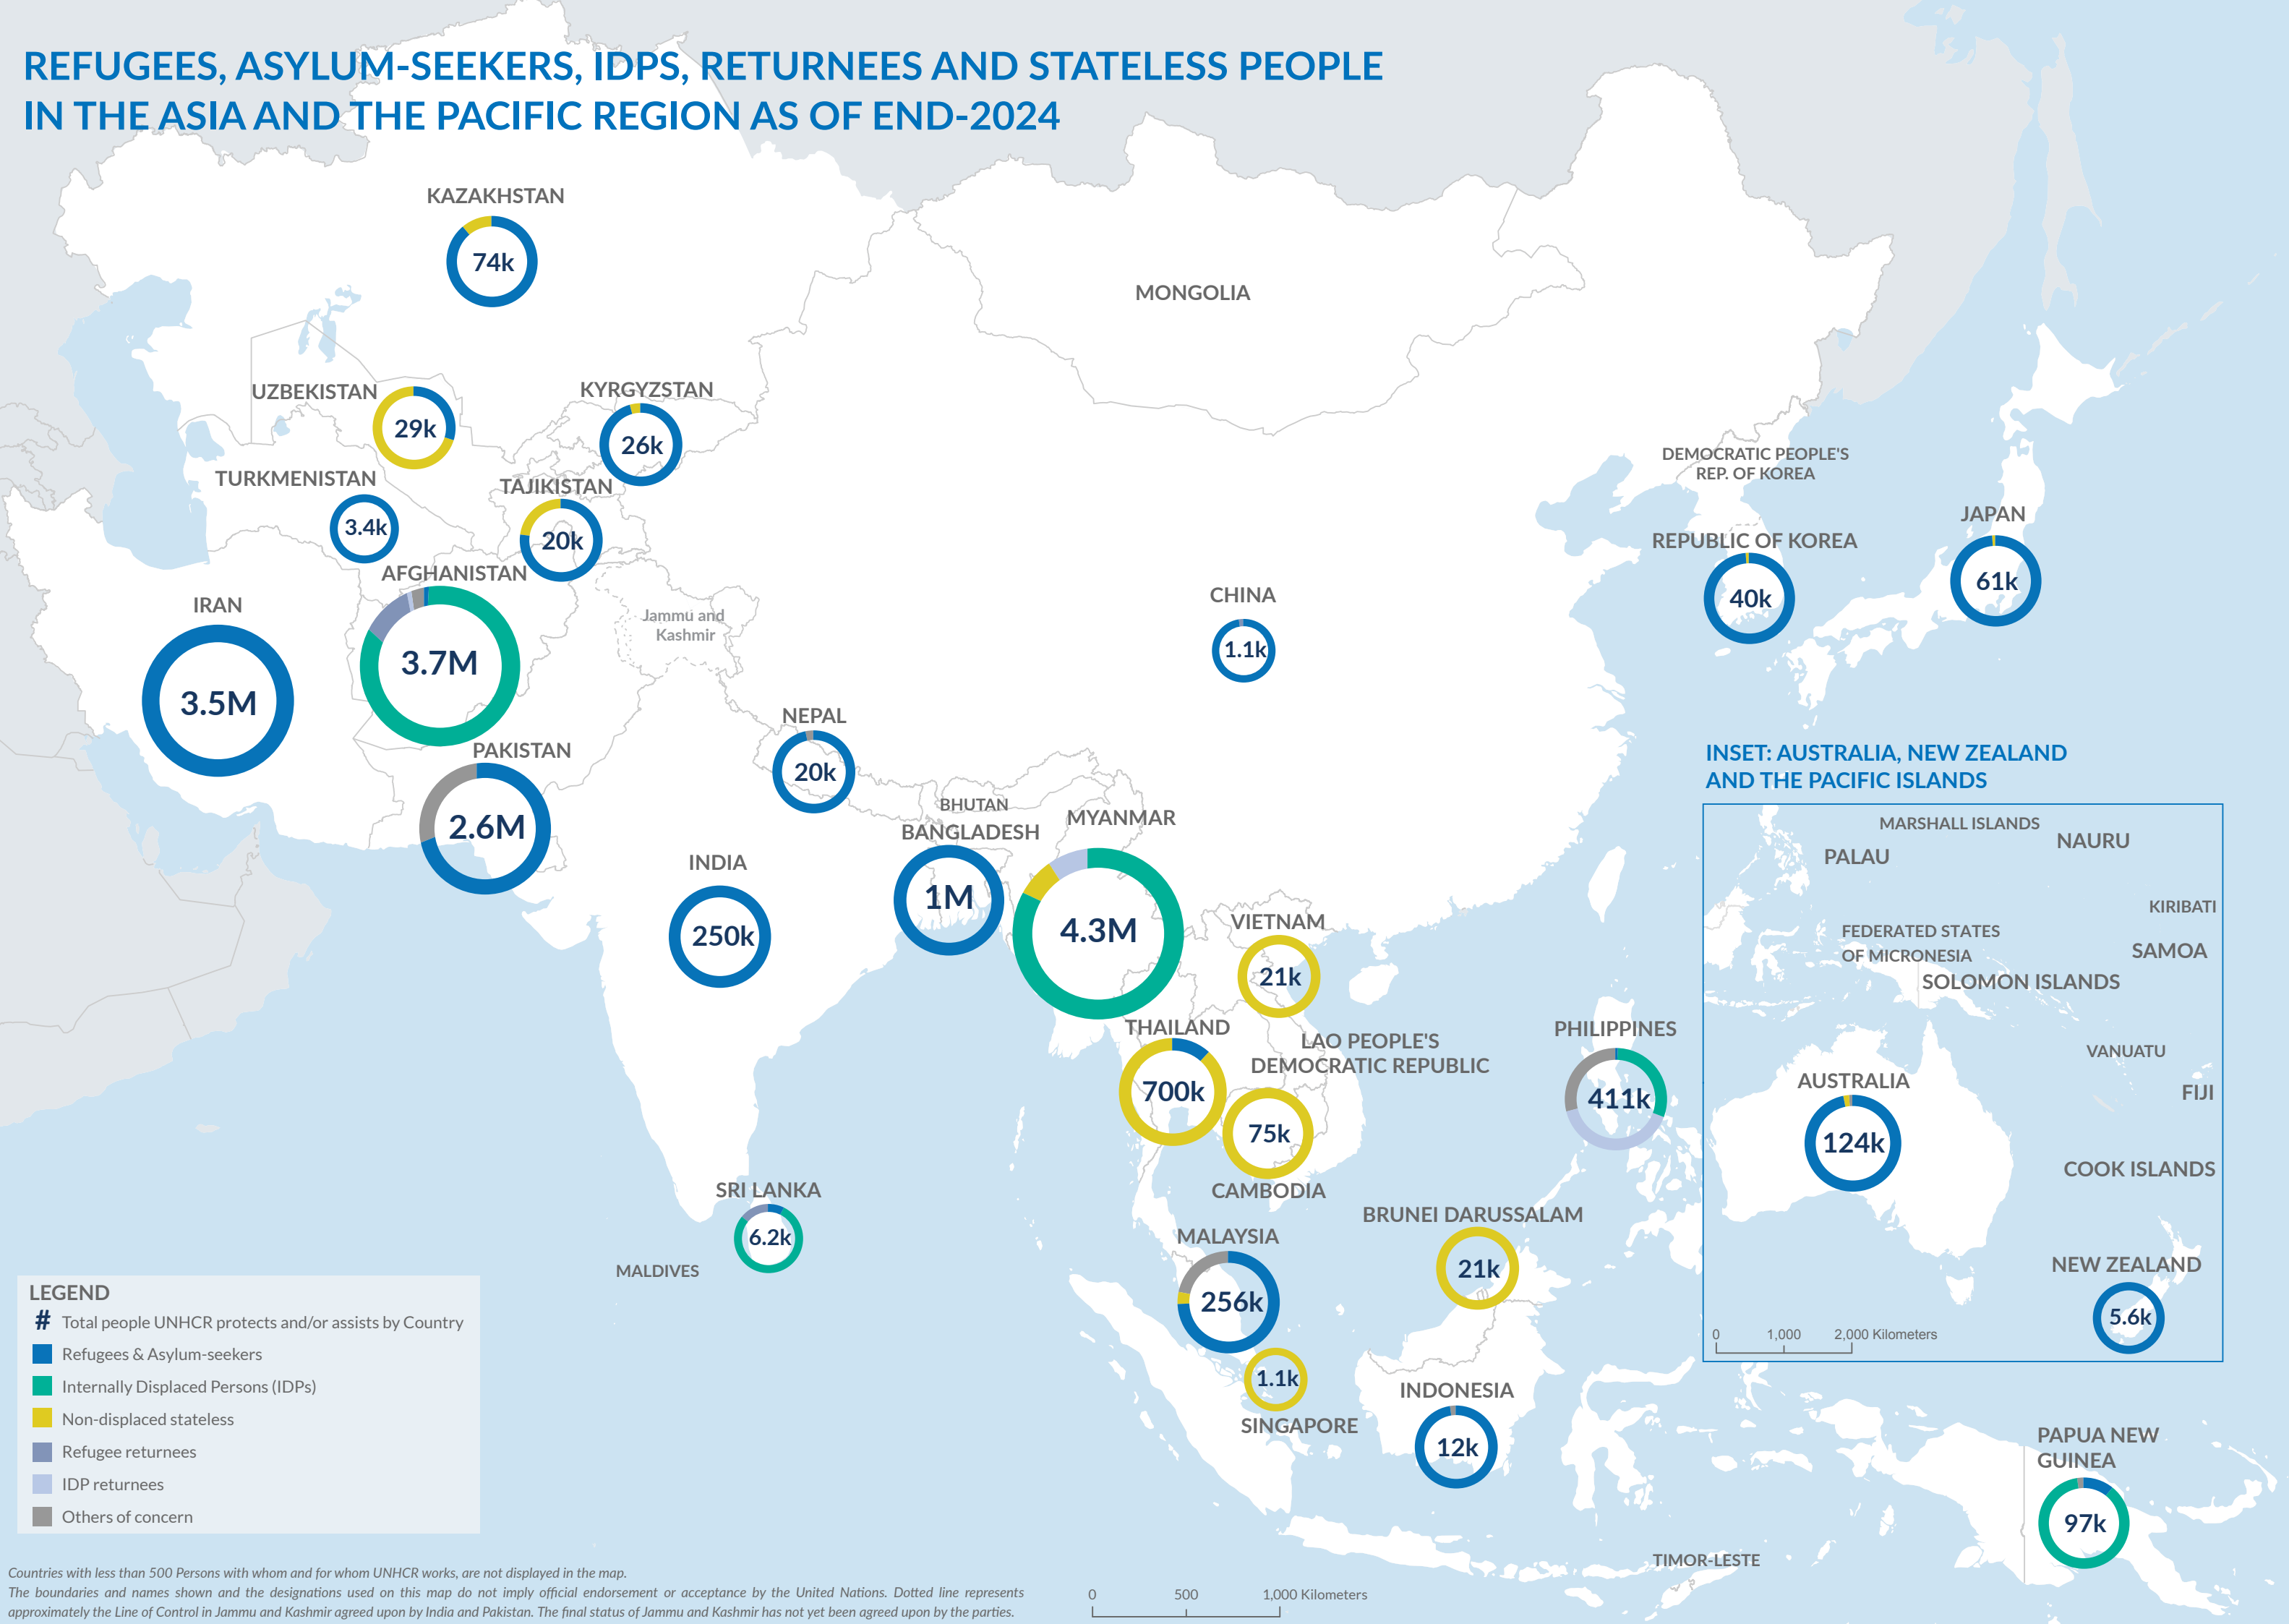 REFUGEES, ASYLUM-SEEKERS, IDPS, RETURNEES AND STATELESS PEOPLE
IN THE ASIA AND THE PACIFIC REGION AS OF END-2024
KAZAKHSTAN
74k
MONGOLIA
UZBEKISTAN
29k
KYRGYZSTAN
26k
TURKMENISTAN
3.4k
TAJIKISTAN
20k
DEMOCRATIC PEOPLE'S
REP. OF KOREA
REPUBLIC OF KOREA
40k
JAPAN
61k
IRAN
3.5M
AFGHANISTAN
3.7M
Jammu and
Kashmir
CHINA
1.1k
PAKISTAN
2.6M
NEPAL
20k
BHUTAN
BANGLADESH
1M
MYANMAR
4.3M
INDIA
250k
VIETNAM
21k
THAILAND
700k
LAO PEOPLE'S
DEMOCRATIC REPUBLIC
75k
CAMBODIA
PHILIPPINES
411k
SRI LANKA
6.2k
MALDIVES
MALAYSIA
256k
BRUNEI DARUSSALAM
21k
1.1k
SINGAPORE
INDONESIA
12k
TIMOR-LESTE
PAPUA NEW
GUINEA
97k
INSET: AUSTRALIA, NEW ZEALAND
AND THE PACIFIC ISLANDS
MARSHALL ISLANDS
NAURU
PALAU
KIRIBATI
FEDERATED STATES
OF MICRONESIA
SAMOA
SOLOMON ISLANDS
VANUATU
AUSTRALIA
124k
FIJI
COOK ISLANDS
NEW ZEALAND
5.6k
0 1,000 2,000 Kilometers
LEGEND
# Total people UNHCR protects and/or assists by Country
Refugees & Asylum-seekers
Internally Displaced Persons (IDPs)
Non-displaced stateless
Refugee returnees
IDP returnees
Others of concern
Countries with less than 500 Persons with whom and for whom UNHCR works, are not displayed in the map.
The boundaries and names shown and the designations used on this map do not imply official endorsement or acceptance by the United Nations. Dotted line represents
approximately the Line of Control in Jammu and Kashmir agreed upon by India and Pakistan. The final status of Jammu and Kashmir has not yet been agreed upon by the parties.
0 500 1,000 Kilometers